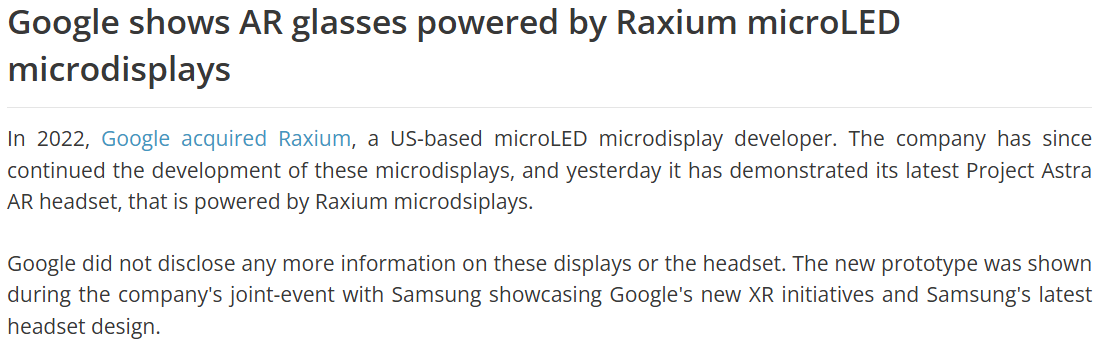 Google shows AR glasses powered by Raxium microLED
microdisplays
In 2022, Google acquired Raxium, a US-based microLED microdisplay developer. The company has since
continued the development of these microdisplays, and yesterday it has demonstrated its latest Project Astra
AR headset, that is powered by Raxium microdsiplays.
Google did not disclose any more information on these displays or the headset. The new prototype was shown
during the company's joint-event with Samsung showcasing Google's new XR initiatives and Samsung's latest
headset design.